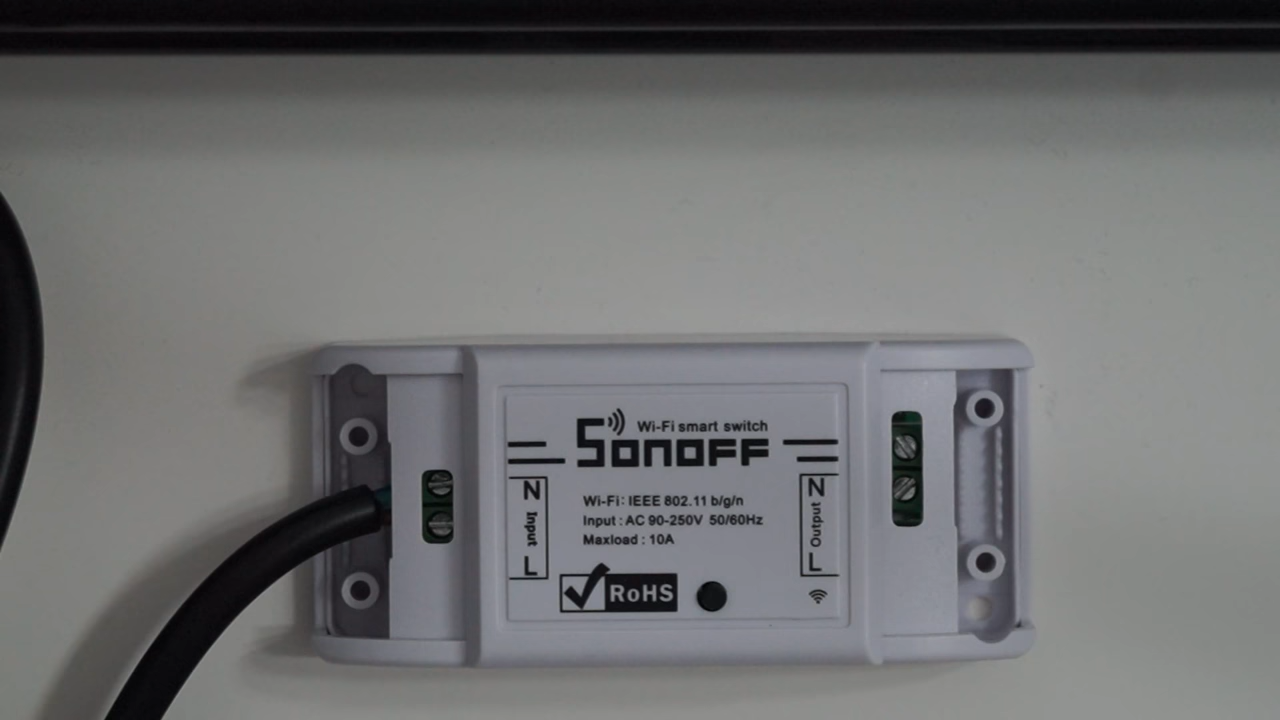 Wi-Fi smart switch
SONOFF
N
Input
L
Wi-Fi: IEEE 802.11 b/g/n
Input : AC 90-250V 50/60Hz
Maxload : 10A
RoHS
N
Output
L